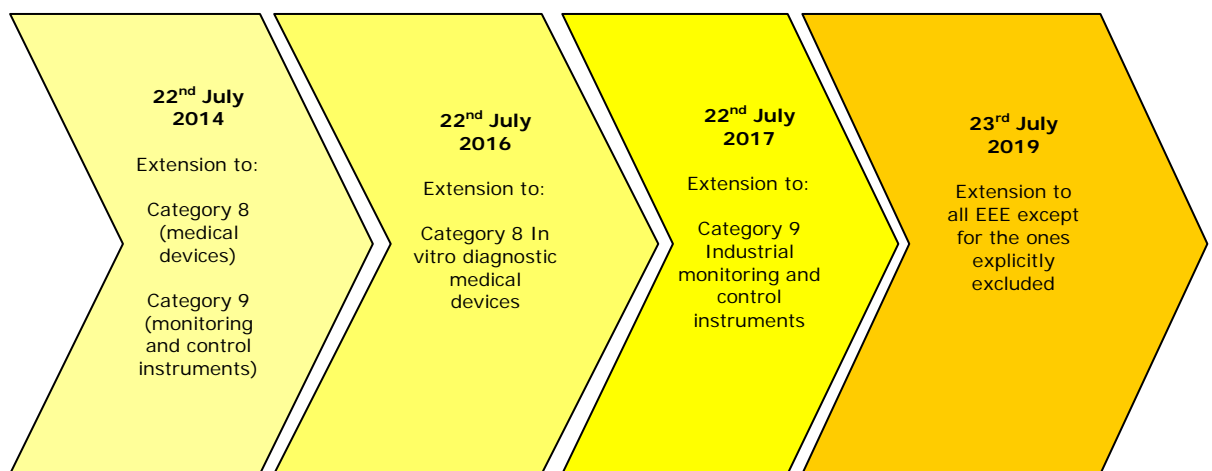 22nd July
2014
Extension to:
Category 8
(medical
devices)
Category 9
(monitoring
and control
instruments)
22nd July
2016
Extension to:
Category 8 In
vitro diagnostic
medical
devices
22nd July
2017
Extension to:
Category 9
Industrial
monitoring and
control
instruments
23rd July
2019
Extension to
all EEE except
for the ones
explicitly
excluded